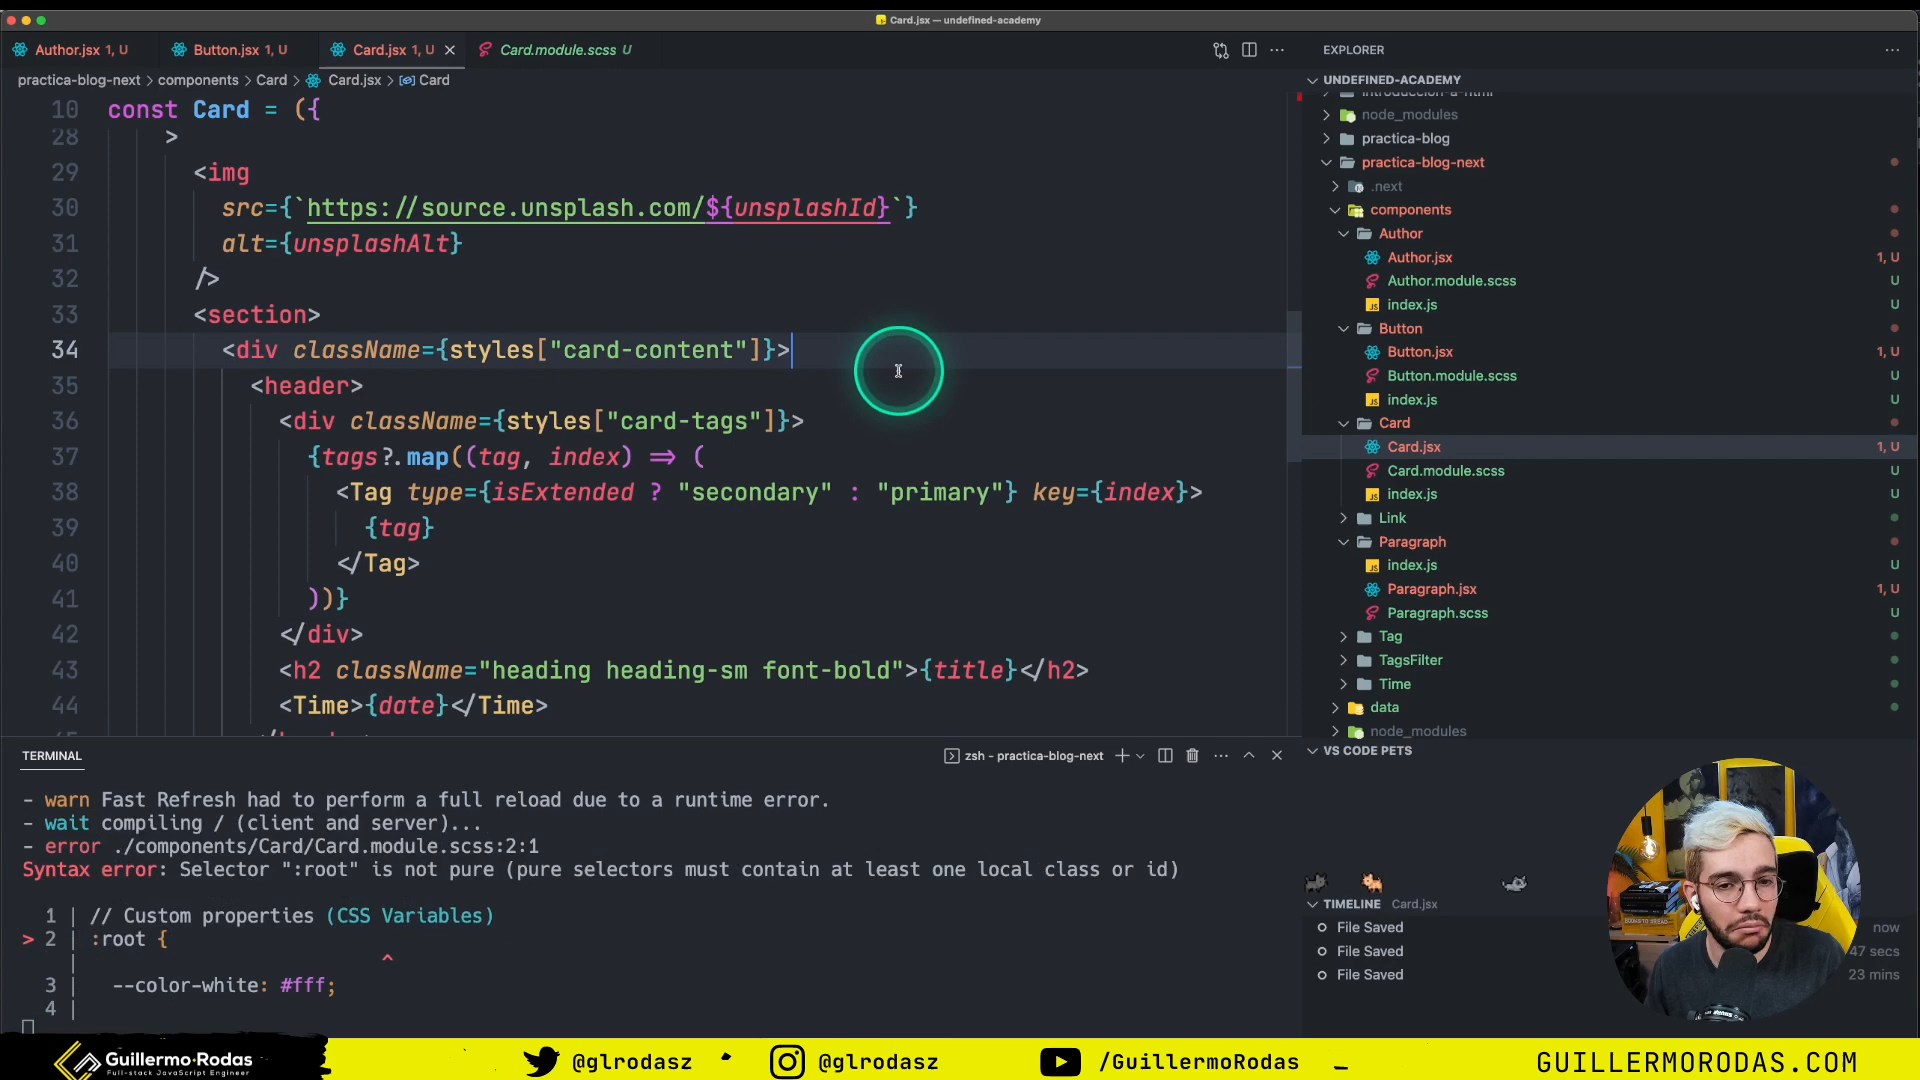 Card.jsx — undefined-academy
Author.jsx 1, U
Button.jsx 1, U
Card.jsx 1, U
Card.module.scss U
practica-blog-next > components > Card > Card.jsx > Card
10 const Card = ({
28 >
29 <img
30 src={`https://source.unsplash.com/${unsplashId}`}
31 alt={unsplashAlt}
32 />
33 <section>
34 <div className={styles["card-content"]}>
35 <header>
36 <div className={styles["card-tags"]}>
37 {tags?.map((tag, index) => (
38 <Tag type={isExtended ? "secondary" : "primary"} key={index}>
39 {tag}
40 </Tag>
41 ))}
42 </div>
43 <h2 className="heading heading-sm font-bold">{title}</h2>
44 <Time>{date}</Time>
TERMINAL
zsh - practica-blog-next
- warn Fast Refresh had to perform a full reload due to a runtime error.
- wait compiling / (client and server)...
- error ./components/Card/Card.module.scss:2:1
Syntax error: Selector ":root" is not pure (pure selectors must contain at least one local class or id)
1 | // Custom properties (CSS Variables)
> 2 | :root {
| ^
3 | --color-white: #fff;
4 |
EXPLORER
UNDEFINED-ACADEMY
introduccion-a-html
node_modules
practica-blog
practica-blog-next
.next
components
Author
Author.jsx 1, U
Author.module.scss U
index.js U
Button
Button.jsx 1, U
Button.module.scss U
index.js U
Card
Card.jsx 1, U
Card.module.scss U
index.js U
Link
Paragraph
index.js U
Paragraph.jsx 1, U
Paragraph.scss U
Tag
TagsFilter
Time
data
node_modules
VS CODE PETS
TIMELINE Card.jsx
File Saved now
File Saved 47 secs
File Saved 23 mins
Guillermo Rodas
Full-stack JavaScript Engineer
@glrodasz
@glrodasz
/GuillermoRodas
GUILLERMORODAS.COM